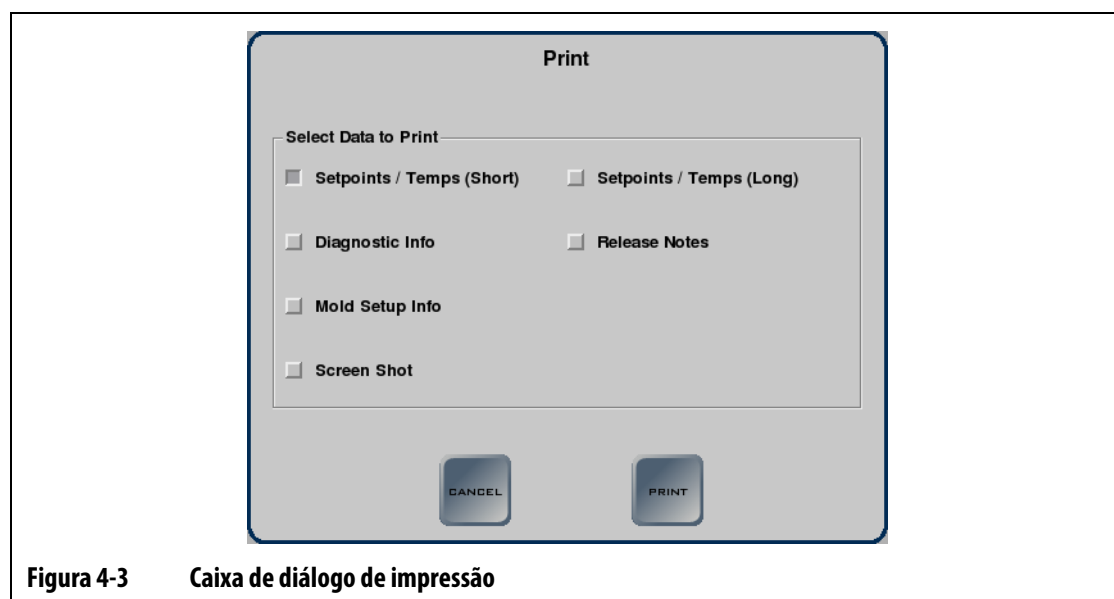 Print
Select Data to Print
Setpoints / Temps (Short) Setpoints / Temps (Long)
Diagnostic Info Release Notes
Mold Setup Info
Screen Shot
CANCEL PRINT
Figura 4-3 Caixa de diálogo de impressão